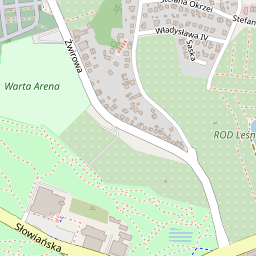 Stefana Okrzei
Stefan
Władysława IV
Saska
Żwirowa
Warta Arena
ROD Leśn
Słowiańska